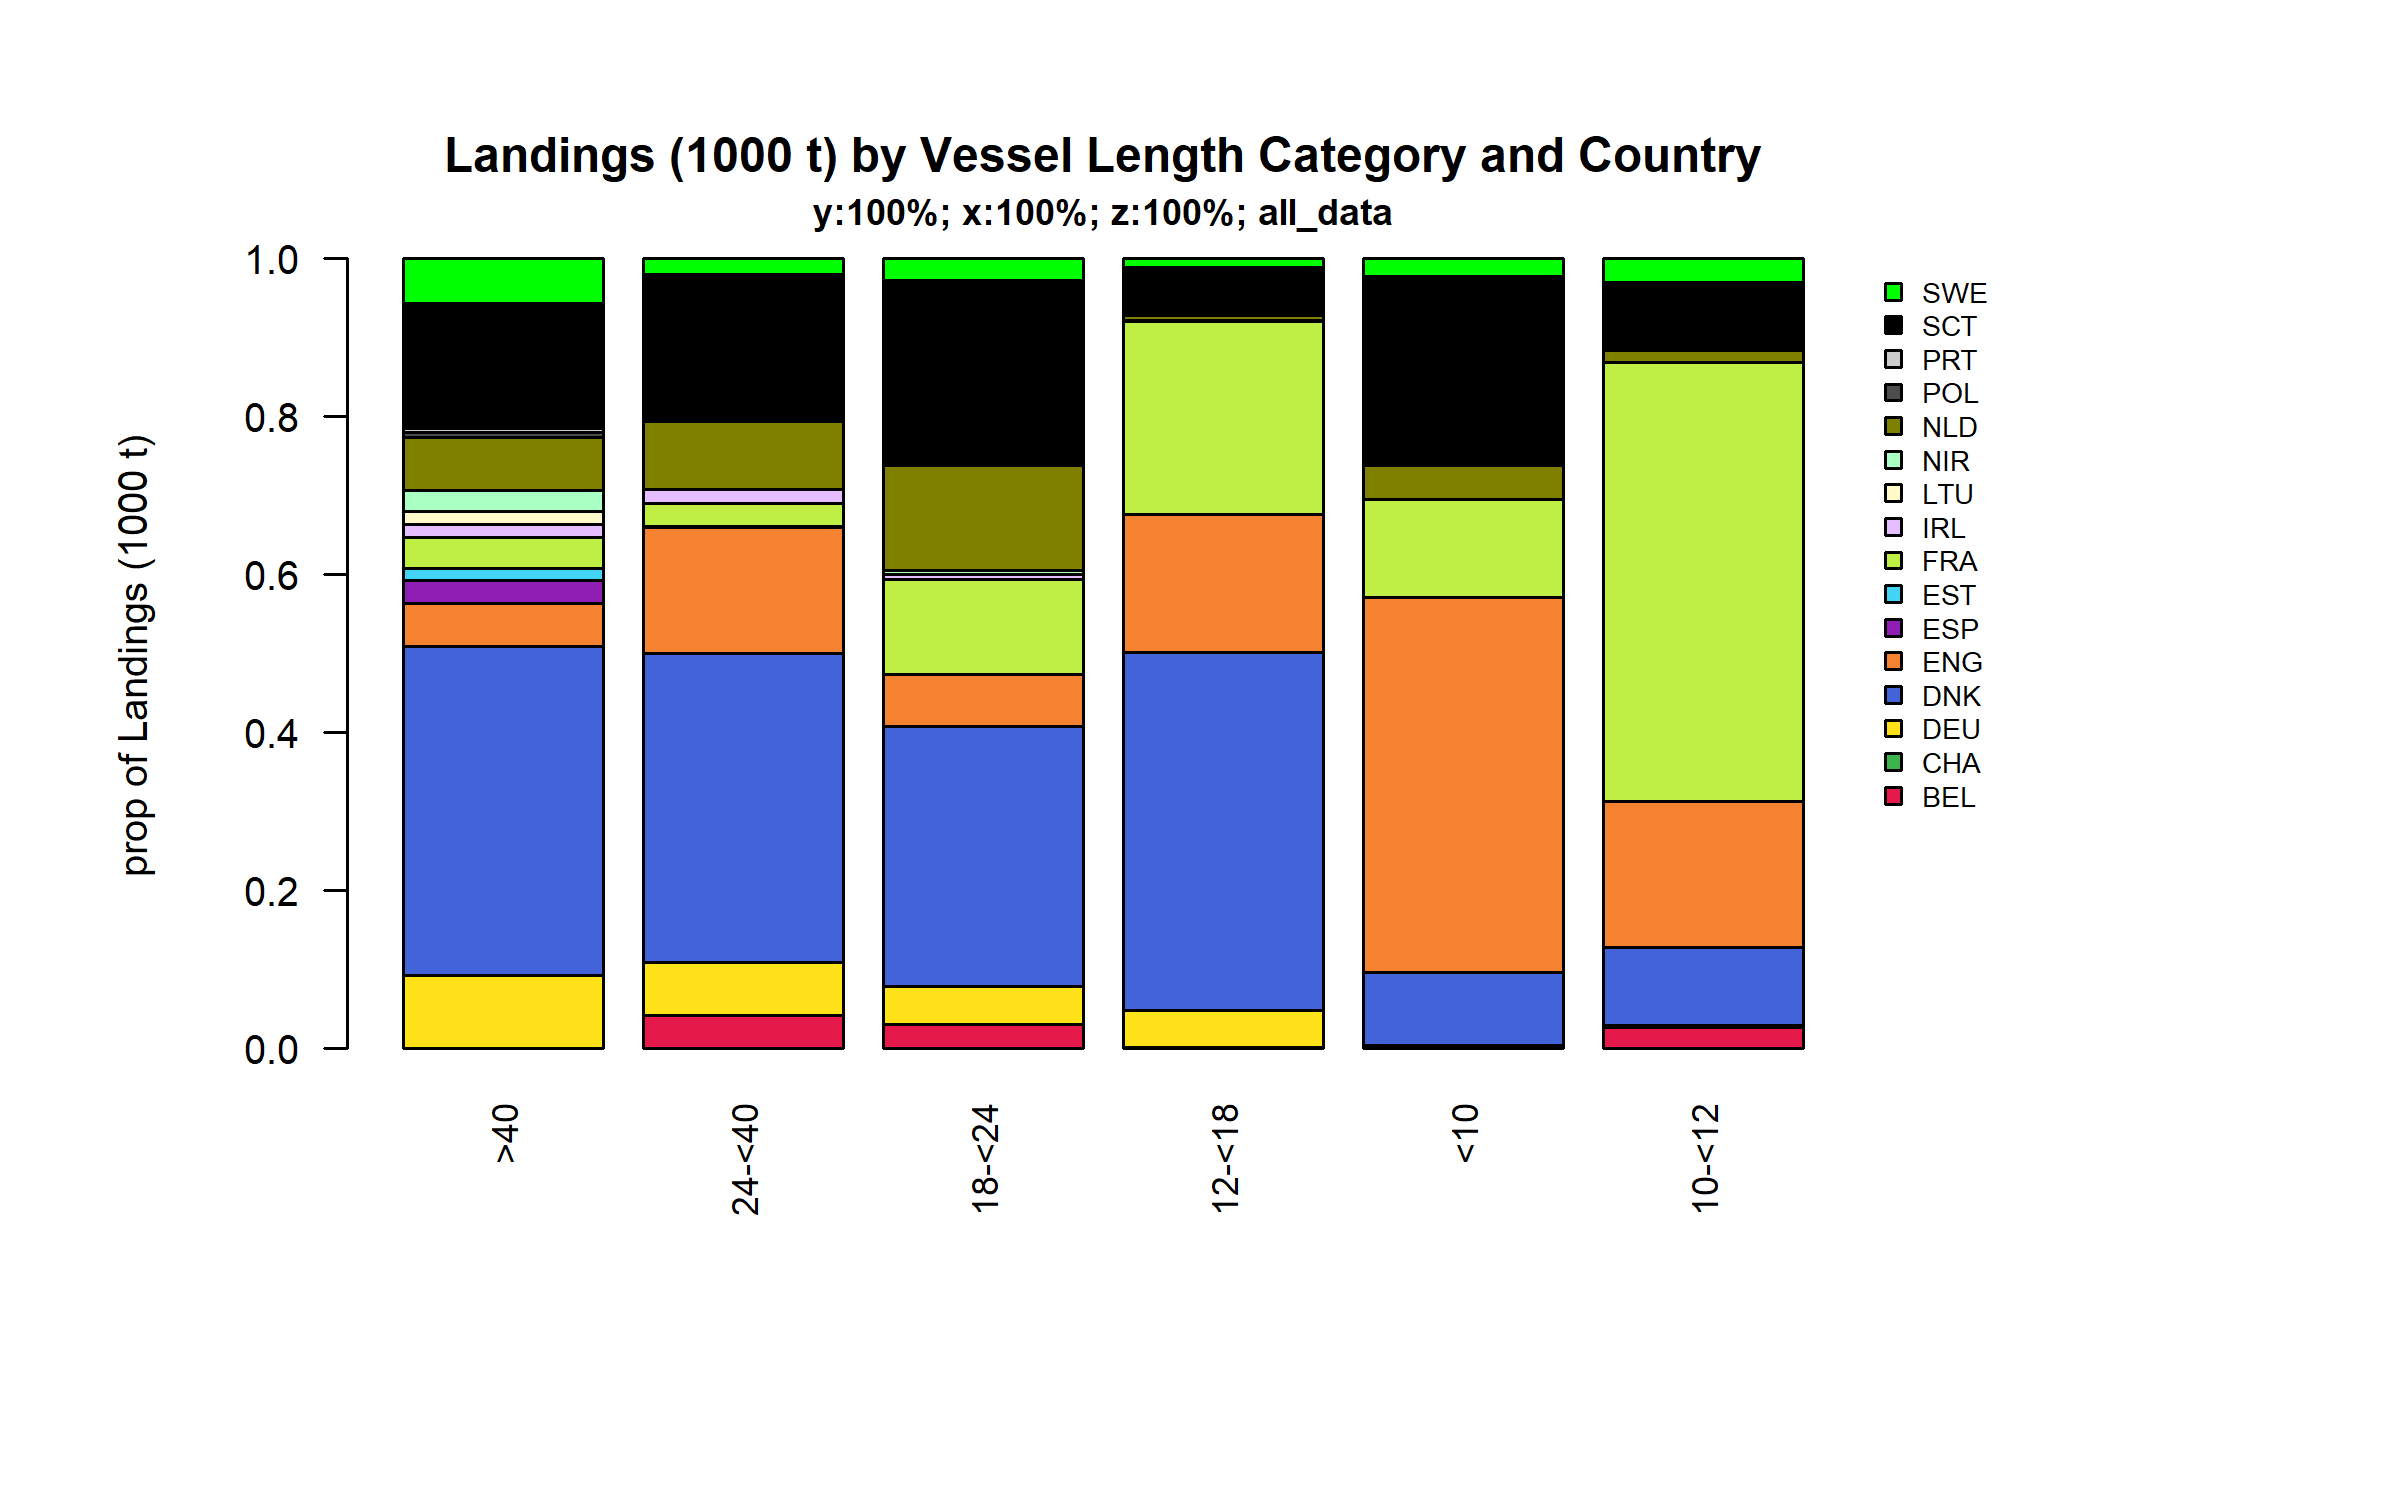 Landings (1000 t) by Vessel Length Category and Country
y:100%; x:100%; z:100%; all_data
prop of Landings (1000 t)
1.0
0.8
0.6
0.4
0.2
0.0
>40
24-<40
18-<24
12-<18
<10
10-<12
SWE
SCT
PRT
POL
NLD
NIR
LTU
IRL
FRA
EST
ESP
ENG
DNK
DEU
CHA
BEL